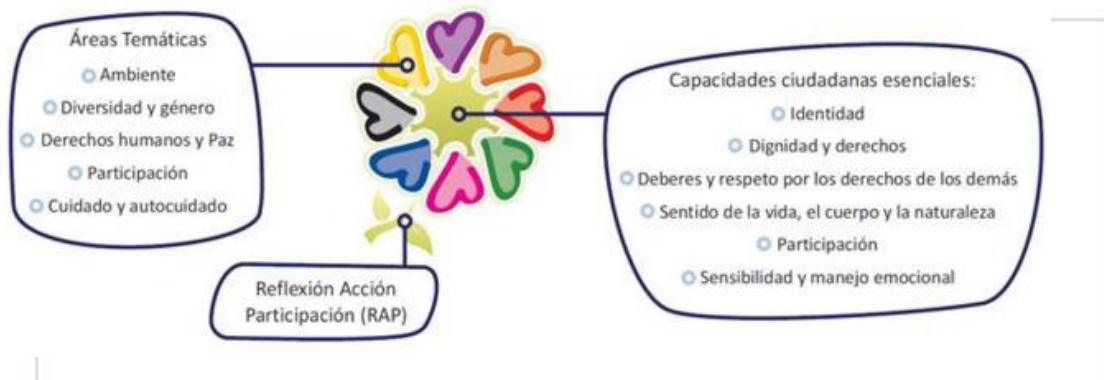 Áreas Temáticas
Ambiente
Diversidad y género
Derechos humanos y Paz
Participación
Cuidado y autocuidado
Capacidades ciudadanas esenciales:
Identidad
Dignidad y derechos
Deberes y respeto por los derechos de los demás
Sentido de la vida, el cuerpo y la naturaleza
Participación
Sensibilidad y manejo emocional
Reflexión Acción
Participación (RAP)